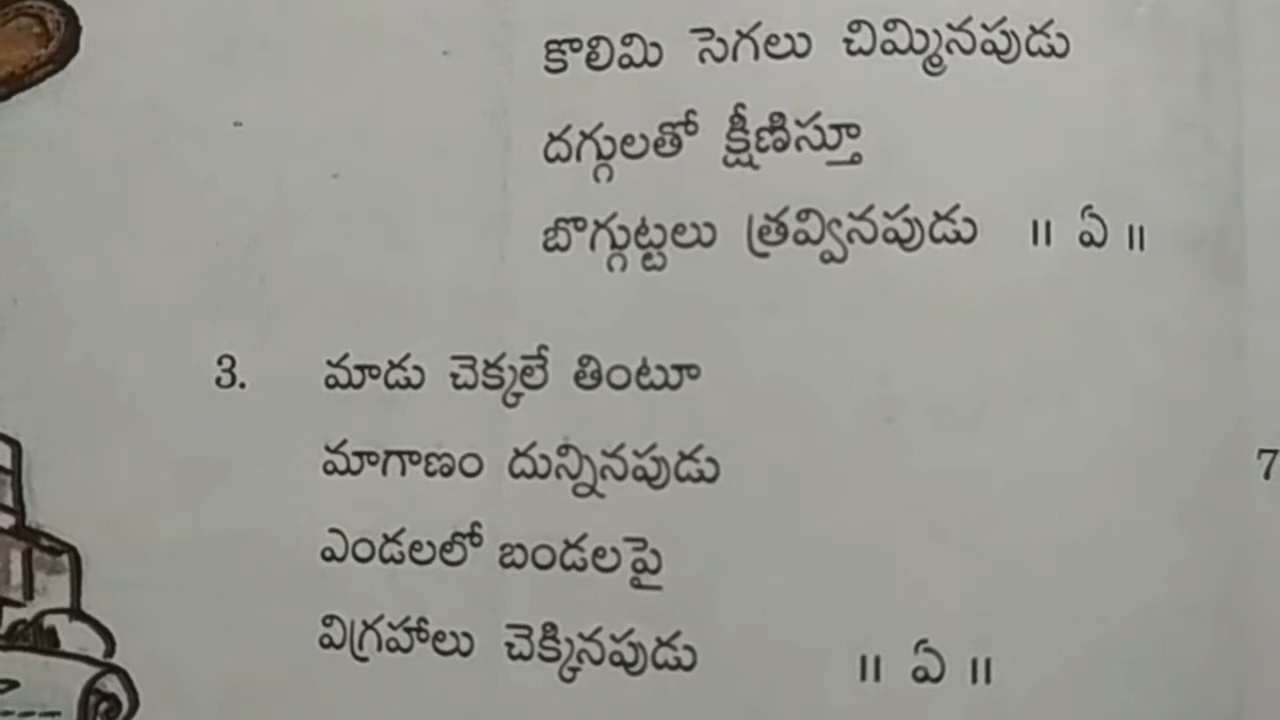 కొలిమి సెగలు చిమ్మినపుడు
దగ్గులతో క్షీణిస్తూ
బొగ్గుట్టలు త్రవ్వినపుడు ॥ ఏ ॥
3. మాడు చెక్కలే తింటూ
మాగాణం దున్నినపుడు
ఎండలలో బండలపై
విగ్రహాలు చెక్కినపుడు ॥ ఏ ॥
7